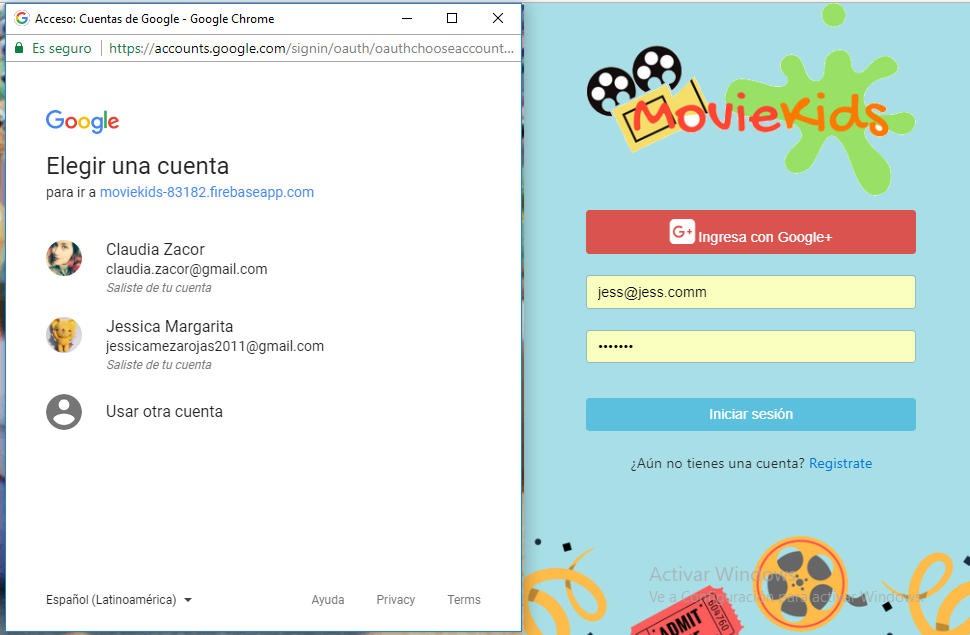 Acceso: Cuentas de Google - Google Chrome
Es seguro | https://accounts.google.com/signin/oauth/oauthchooseaccount...
Google
Elegir una cuenta
para ir a moviekids-83182.firebaseapp.com
Claudia Zacor
claudia.zacor@gmail.com
Saliste de tu cuenta
Jessica Margarita
jessicamezarojas2011@gmail.com
Saliste de tu cuenta
Usar otra cuenta
Español (Latinoamérica)
Ayuda
Privacy
Terms
MovieKids
G+ Ingresa con Google+
jess@jess.comm
•••••••
Iniciar sesión
¿Aún no tienes una cuenta? Registrate
Activar Windows
Ve a Configuración para activar Windows.
604760
ADMIT